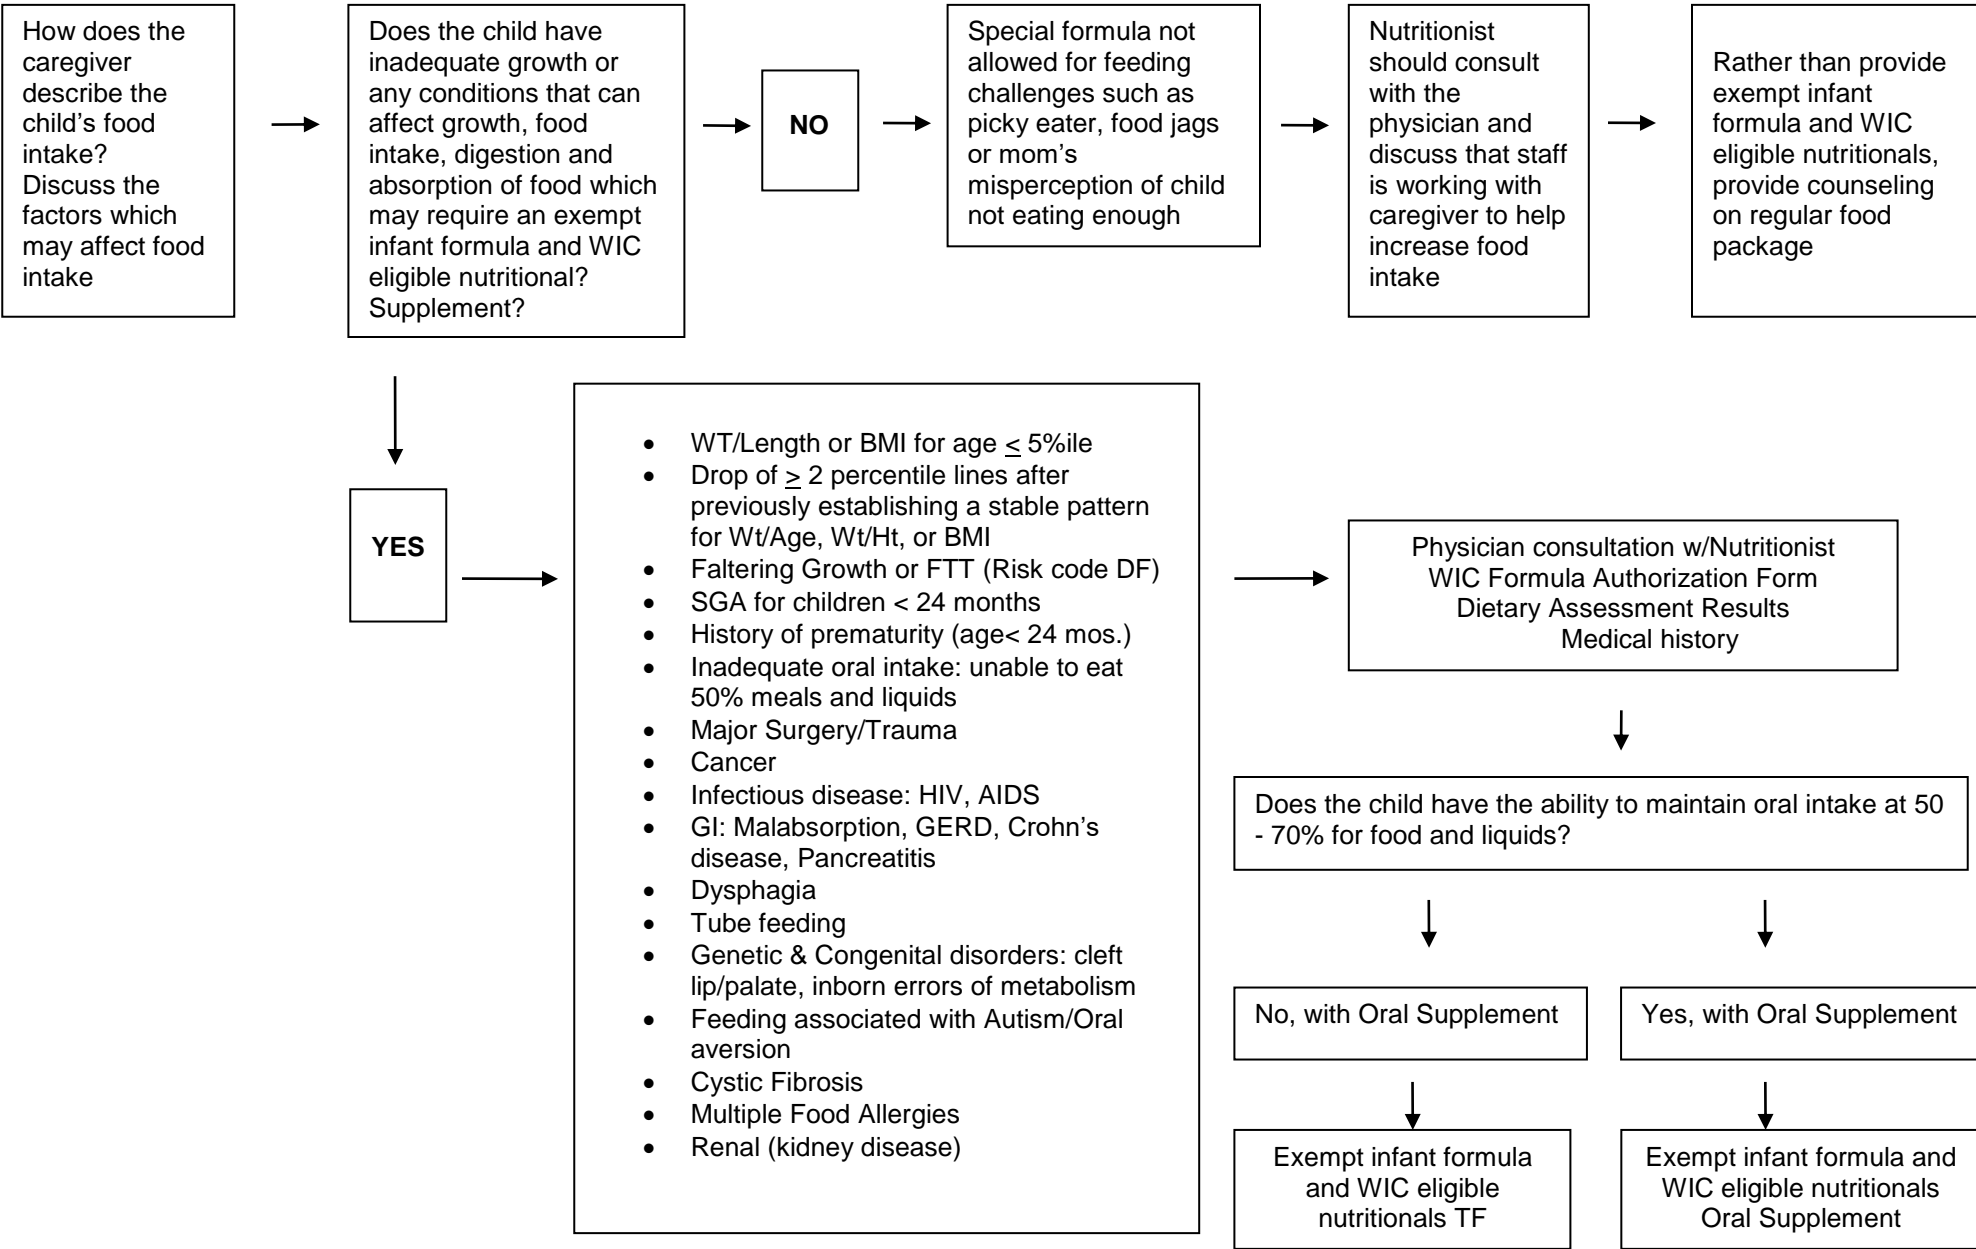 How does the
caregiver
describe the
child's food
intake?
Discuss the
factors which
may affect food
intake
Does the child have
inadequate growth or
any conditions that can
affect growth, food
intake, digestion and
absorption of food which
may require an exempt
infant formula and WIC
eligible nutritional?
Supplement?
NO
Special formula not
allowed for feeding
challenges such as
picky eater, food jags
or mom's
misperception of child
not eating enough
Nutritionist
should consult
with the
physician and
discuss that staff
is working with
caregiver to help
increase food
intake
Rather than provide
exempt infant
formula and WIC
eligible nutritionals,
provide counseling
on regular food
package
YES
• WT/Length or BMI for age ≤ 5%ile
• Drop of ≥ 2 percentile lines after
previously establishing a stable pattern
for Wt/Age, Wt/Ht, or BMI
• Faltering Growth or FTT (Risk code DF)
• SGA for children < 24 months
• History of prematurity (age< 24 mos.)
• Inadequate oral intake: unable to eat
50% meals and liquids
• Major Surgery/Trauma
• Cancer
• Infectious disease: HIV, AIDS
• GI: Malabsorption, GERD, Crohn's
disease, Pancreatitis
• Dysphagia
• Tube feeding
• Genetic & Congenital disorders: cleft
lip/palate, inborn errors of metabolism
• Feeding associated with Autism/Oral
aversion
• Cystic Fibrosis
• Multiple Food Allergies
• Renal (kidney disease)
Physician consultation w/Nutritionist
WIC Formula Authorization Form
Dietary Assessment Results
Medical history
Does the child have the ability to maintain oral intake at 50
- 70% for food and liquids?
No, with Oral Supplement
Yes, with Oral Supplement
Exempt infant formula
and WIC eligible
nutritionals TF
Exempt infant formula and
WIC eligible nutritionals
Oral Supplement